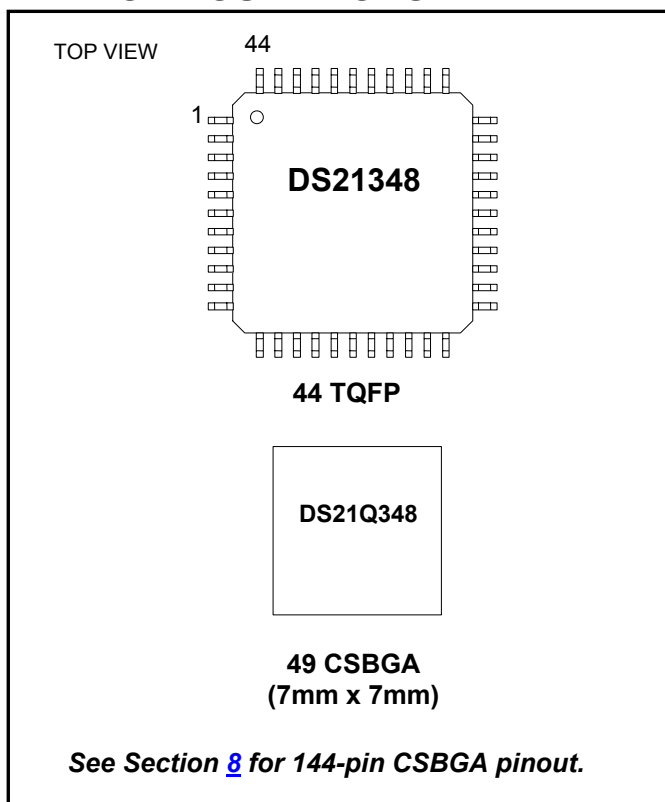 TOP VIEW
44
1
DS21348
44 TQFP
DS21Q348
49 CSBGA
(7mm x 7mm)
See Section 8 for 144-pin CSBGA pinout.